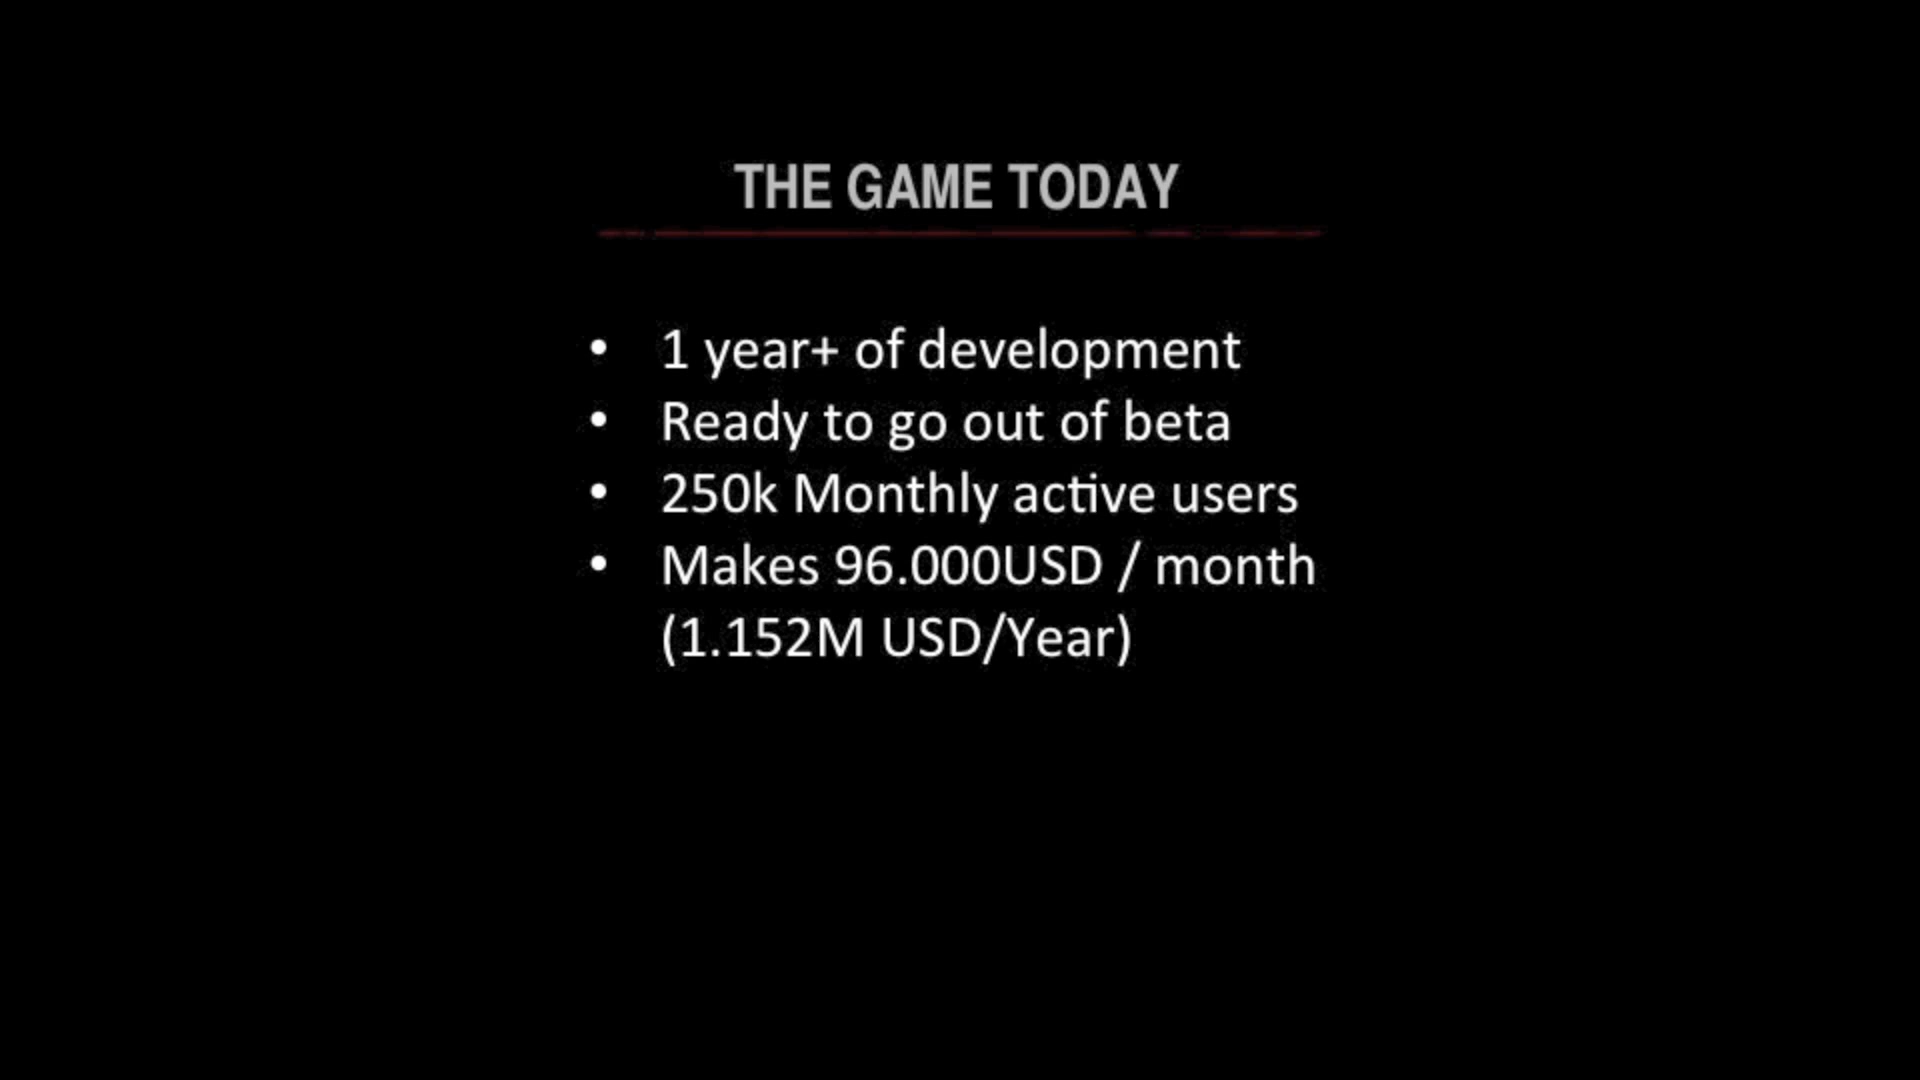 THE GAME TODAY
• 1 year+ of development
• Ready to go out of beta
• 250k Monthly active users
• Makes 96.000USD / month
(1.152M USD/Year)